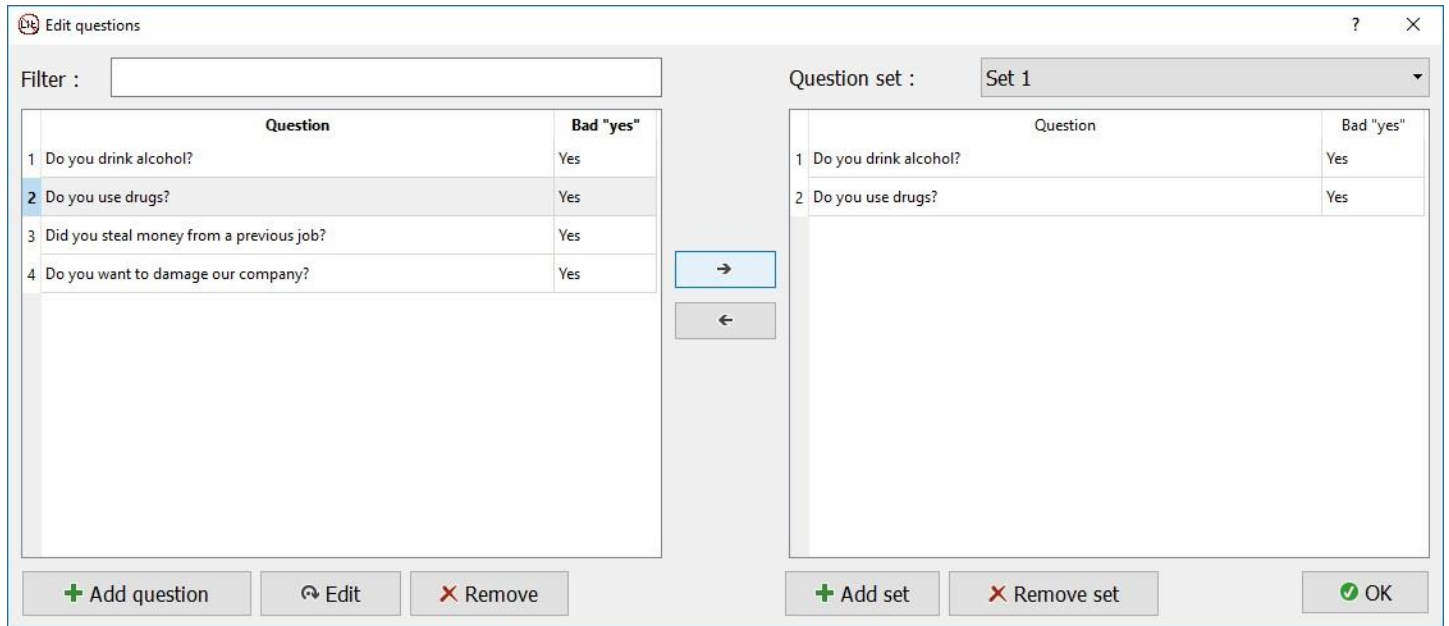 Edit questions
Filter :
Question set : Set 1
Question Bad "yes"
1 Do you drink alcohol? Yes
2 Do you use drugs? Yes
3 Did you steal money from a previous job? Yes
4 Do you want to damage our company? Yes
Question Bad "yes"
1 Do you drink alcohol? Yes
2 Do you use drugs? Yes
Add question Edit Remove
Add set Remove set OK